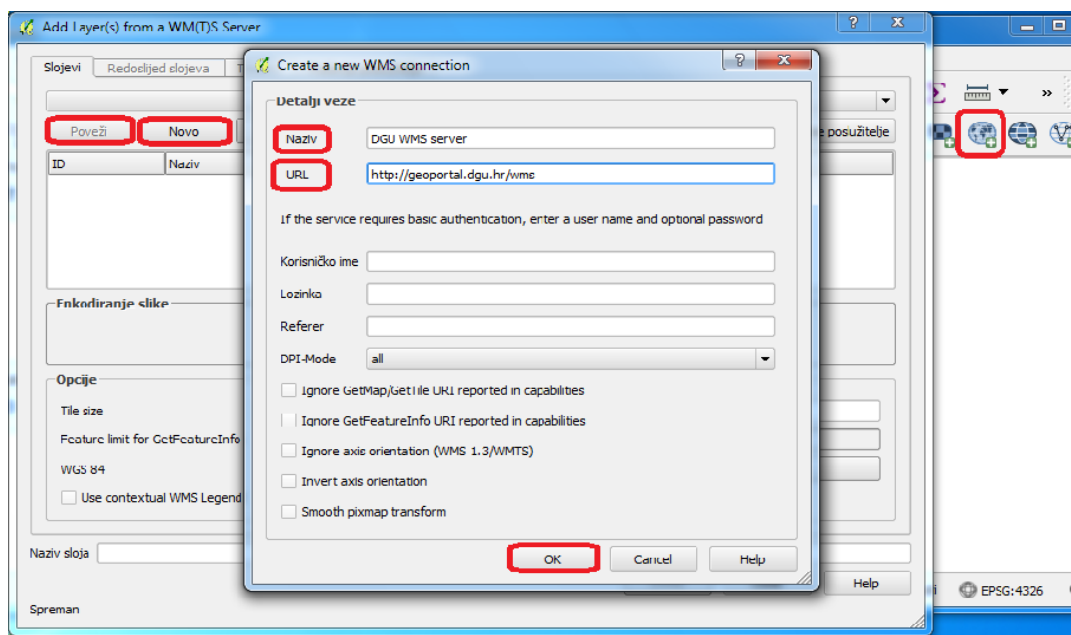 Add Layer(s) from a WM(T)S Server
Slojevi
Redoslijed slojeva
T
Poveži
Novo
e poslužitelje
ID
Naziv
Enkodiranje slike
Opcije
Tile size
Feature limit for GetFeatureInfo
WGS 84
Use contextual WMS Legend
Naziv sloja
Help
Spreman
Create a new WMS connection
Detalji veze
Naziv
DGU WMS server
URL
http://geoportal.dgu.hr/wms
If the service requires basic authentication, enter a user name and optional password
Korisničko ime
Lozinka
Referer
DPI-Mode
all
Ignore GetMap/GetTile URI reported in capabilities
Ignore GetFeatureInfo URI reported in capabilities
Ignore axis orientation (WMS 1.3/WMTS)
Invert axis orientation
Smooth pixmap transform
OK
Cancel
Help
»
EPSG:4326